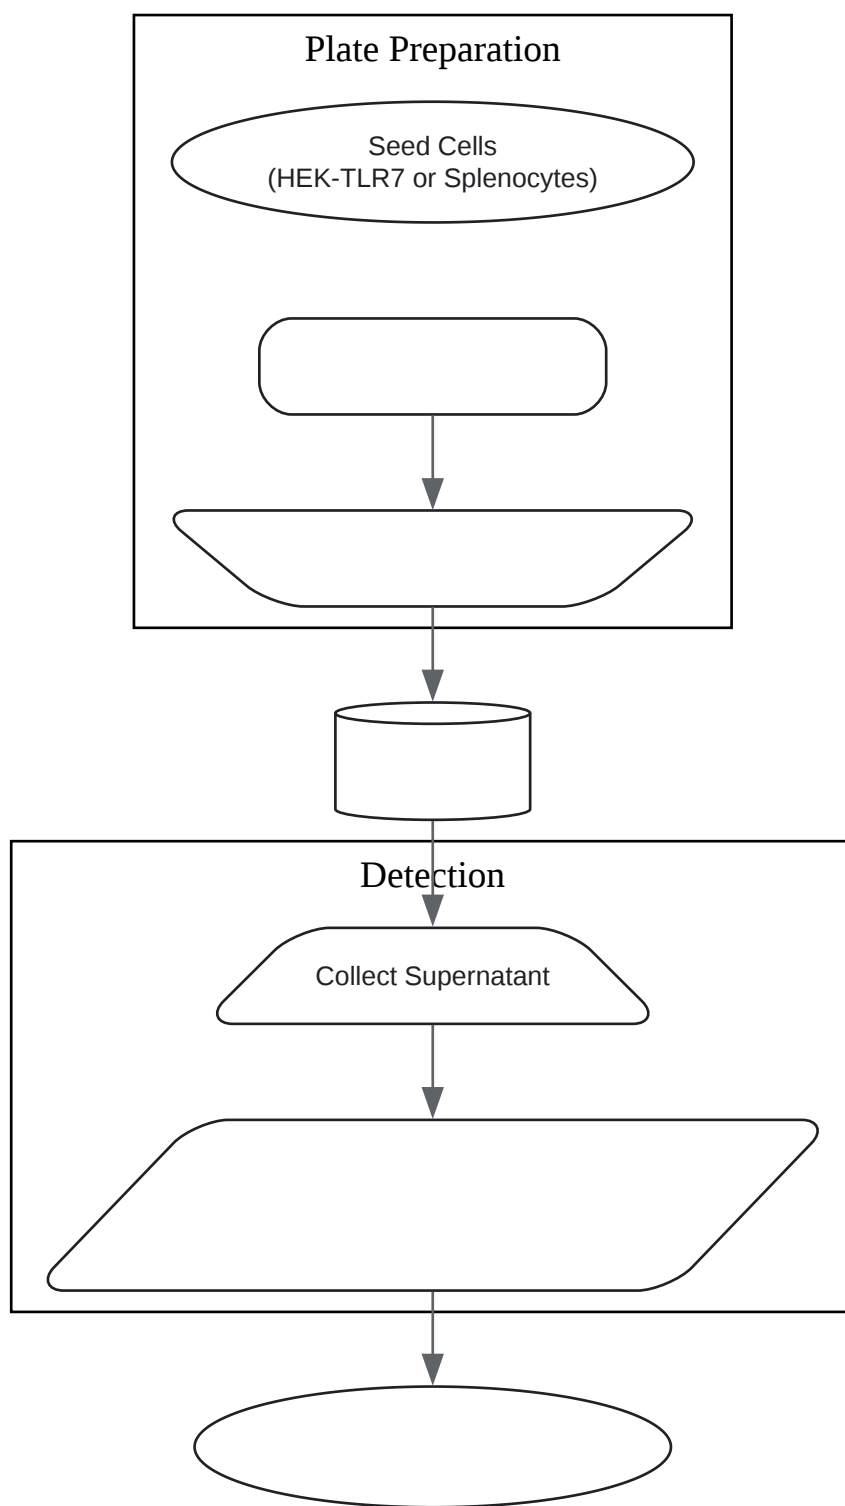 Plate Preparation
Seed Cells
(HEK-TLR7 or Splenocytes)
Detection
Collect Supernatant